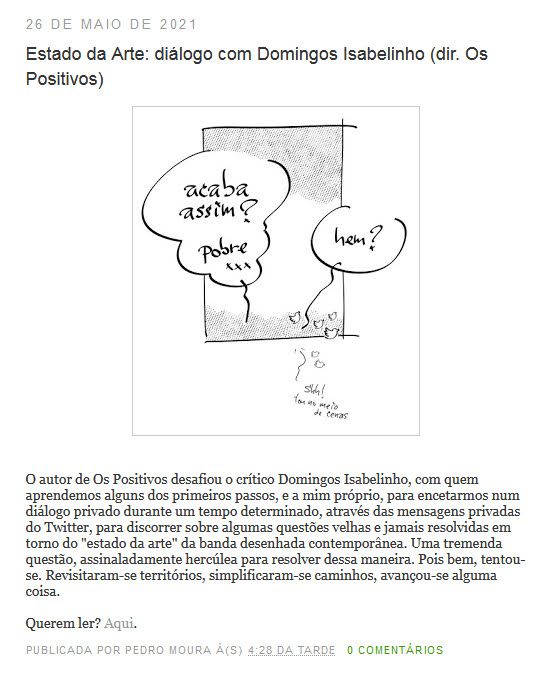 26 DE MAIO DE 2021
Estado da Arte: diálogo com Domingos Isabelinho (dir. Os
Positivos)
acaba
assim?
pobre
xxx
hem?
shh!
tou no meio
de cenas
O autor de Os Positivos desafiou o crítico Domingos Isabelinho, com quem
aprendemos alguns dos primeiros passos, e a mim próprio, para encetarmos num
diálogo privado durante um tempo determinado, através das mensagens privadas
do Twitter, para discorrer sobre algumas questões velhas e jamais resolvidas em
torno do "estado da arte" da banda desenhada contemporânea. Uma tremenda
questão, assinaladamente hercúlea para resolver dessa maneira. Pois bem, tentou-
se. Revisitaram-se territórios, simplificaram-se caminhos, avançou-se alguma
coisa.
Querem ler? Aqui.
PUBLICADA POR PEDRO MOURA À(S) 4:28 DA TARDE 0 COMENTÁRIOS